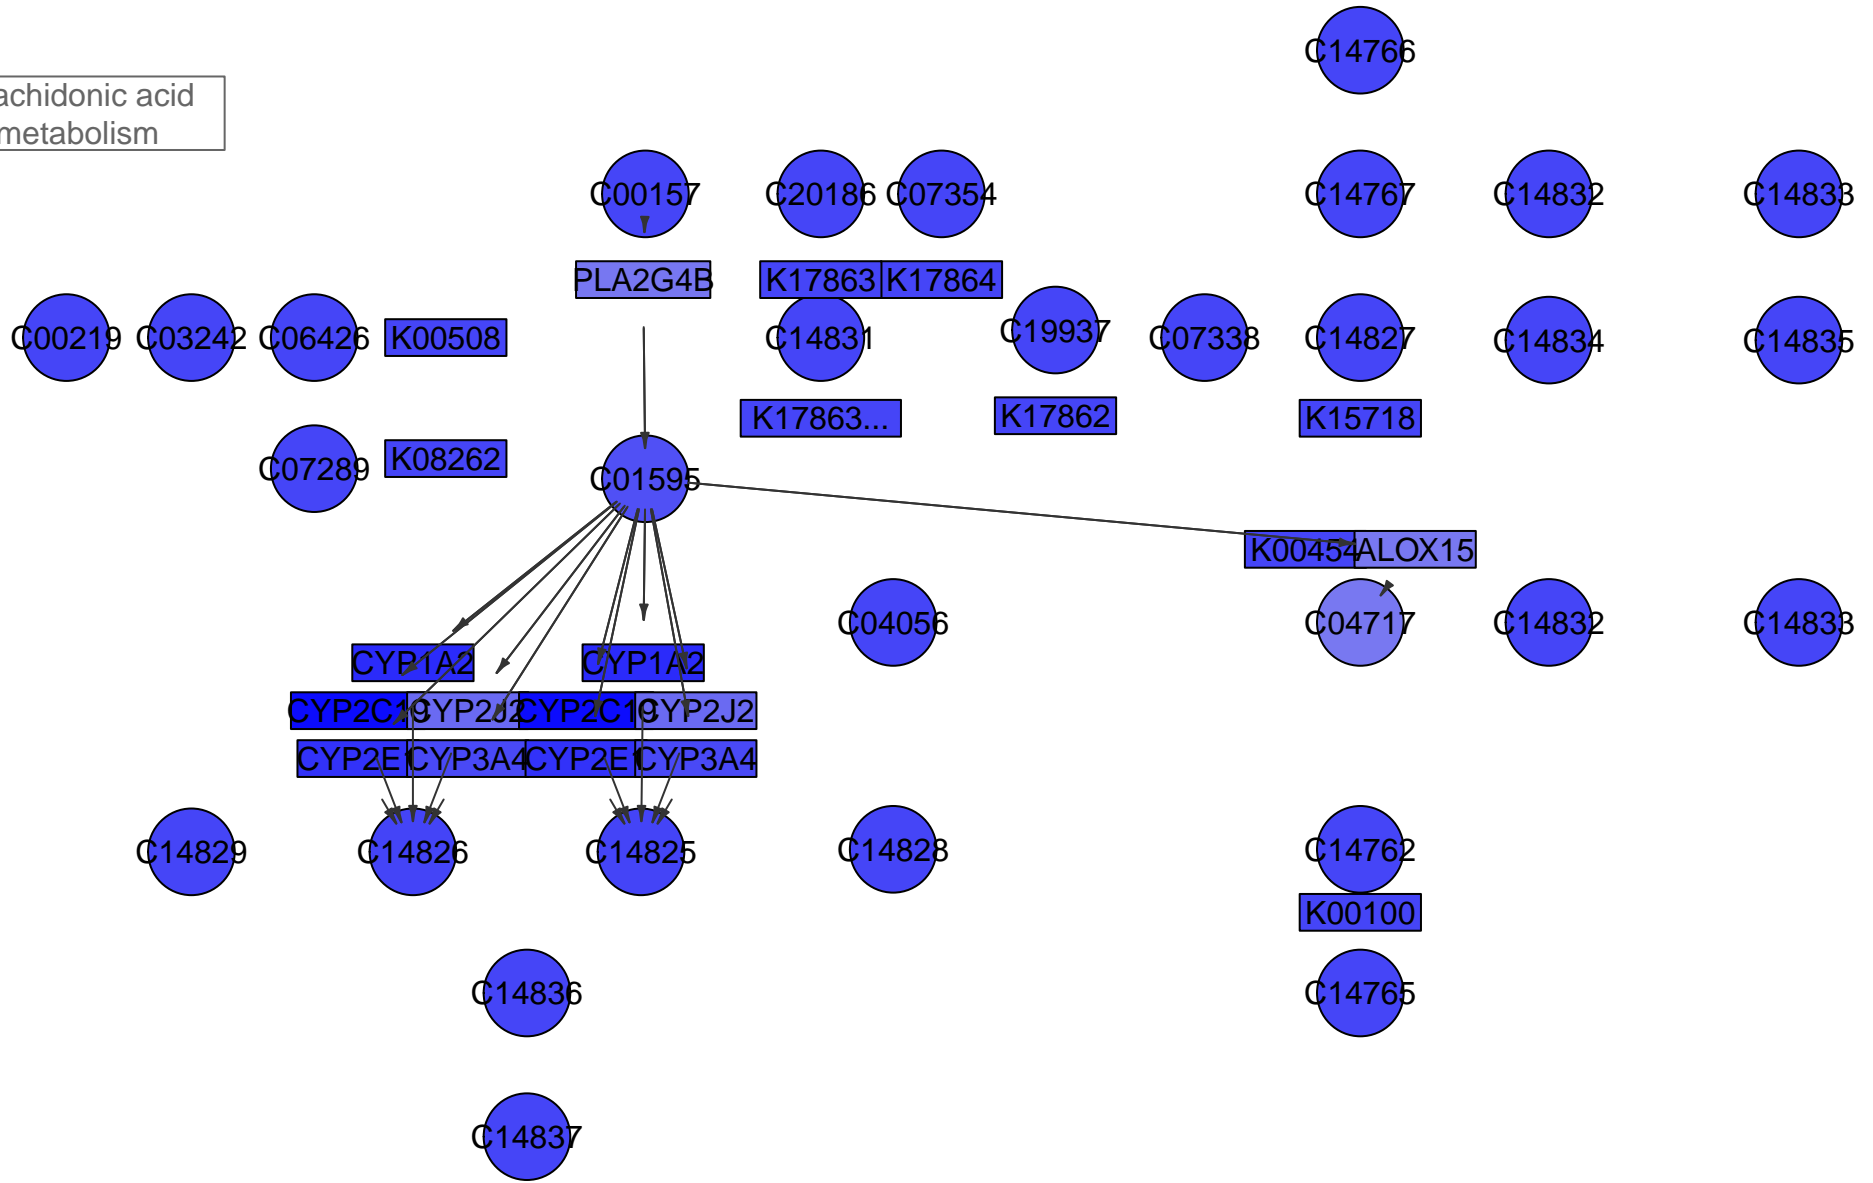 C14766
achidonic acid
metabolism
C00157
C20186
C07354
C14767
C14832
C14833
PLA2G4B
K17863
K17864
C00219
C03242
C06426
K00508
C14831
C19937
C07338
C14827
C14834
C14835
K17863...
K17862
K15718
C07289
K08262
C01595
K00454
ALOX15
C04056
C04717
C14832
C14833
CYP1A2
CYP1A2
CYP2C19
CYP2J2
CYP2C19
CYP2J2
CYP2E1
CYP3A4
CYP2E1
CYP3A4
C14829
C14826
C14825
C14828
C14762
K00100
C14836
C14765
C14837